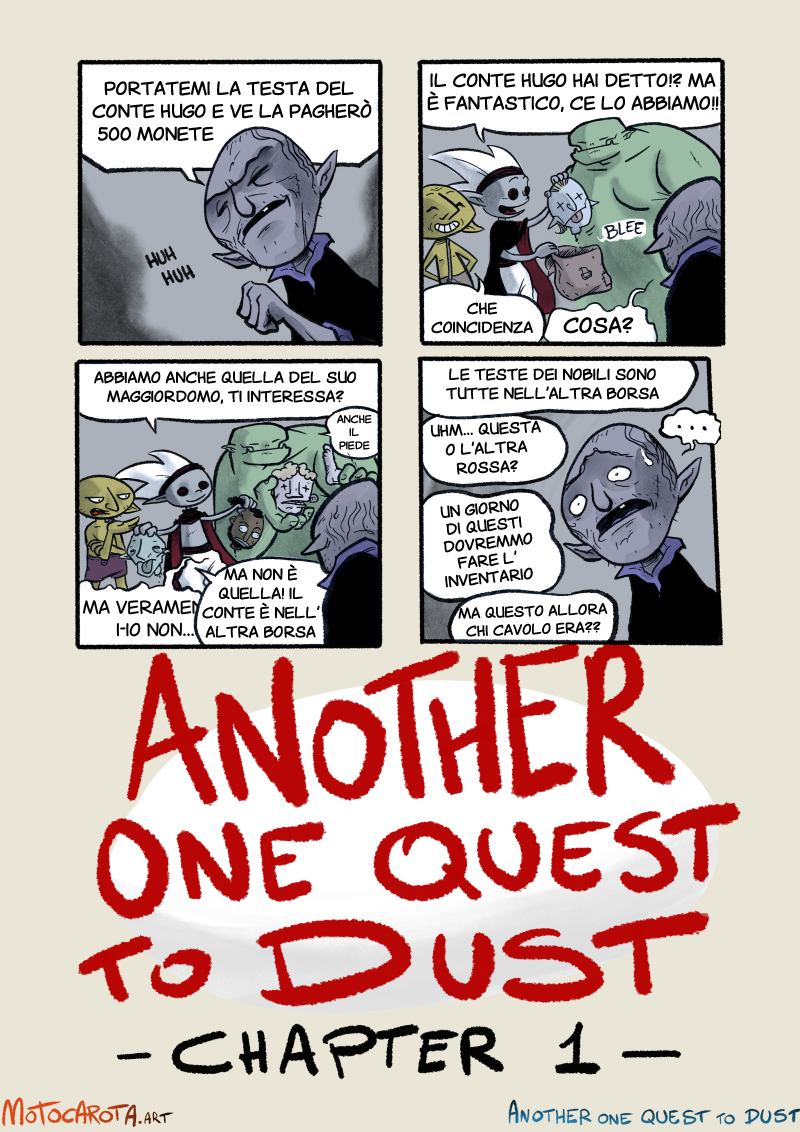 PORTATEMI LA TESTA DEL
CONTE HUGO E VE LA PAGHERÒ
500 MONETE
HUH
HUH
IL CONTE HUGO HAI DETTO!? MA
È FANTASTICO, CE LO ABBIAMO!!
BLEE
CHE
COINCIDENZA
COSA?
ABBIAMO ANCHE QUELLA DEL SUO
MAGGIORDOMO, TI INTERESSA?
ANCHE
IL
PIEDE
MA VERAMEN
I-IO NON...
MA NON È
QUELLA! IL
CONTE È NELL'
ALTRA BORSA
LE TESTE DEI NOBILI SONO
TUTTE NELL'ALTRA BORSA
....
UHM... QUESTA
O L'ALTRA
ROSSA?
UN GIORNO
DI QUESTI
DOVREMMO
FARE L'
INVENTARIO
MA QUESTO ALLORA
CHI CAVOLO ERA??
ANOTHER
ONE QUEST
TO DUST
- CHAPTER 1 -
MOTOCAROTA.ART
ANOTHER ONE QUEST TO DUST